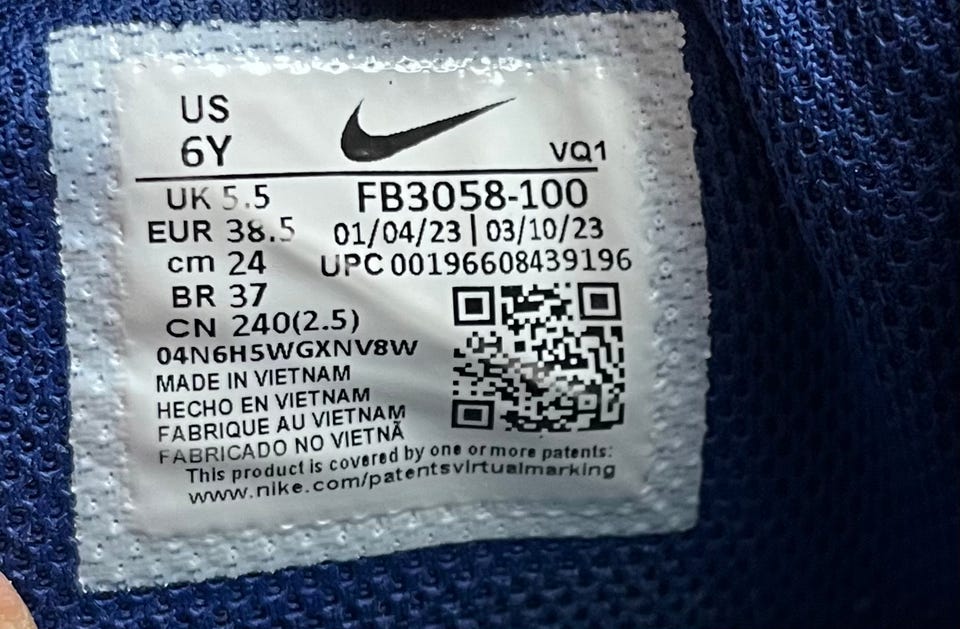 US
6Y
VQ1
UK 5.5
FB3058-100
EUR 38.5
01/04/23 | 03/10/23
cm 24
UPC 00196608439196
BR 37
CN 240(2.5)
04N6H5WGXNV8W
MADE IN VIETNAM
HECHO EN VIETNAM
FABRIQUE AU VIETNAM
FABRICADO NO VIETNÃ
This product is covered by one or more patents:
www.nike.com/patentsvirtualmarking